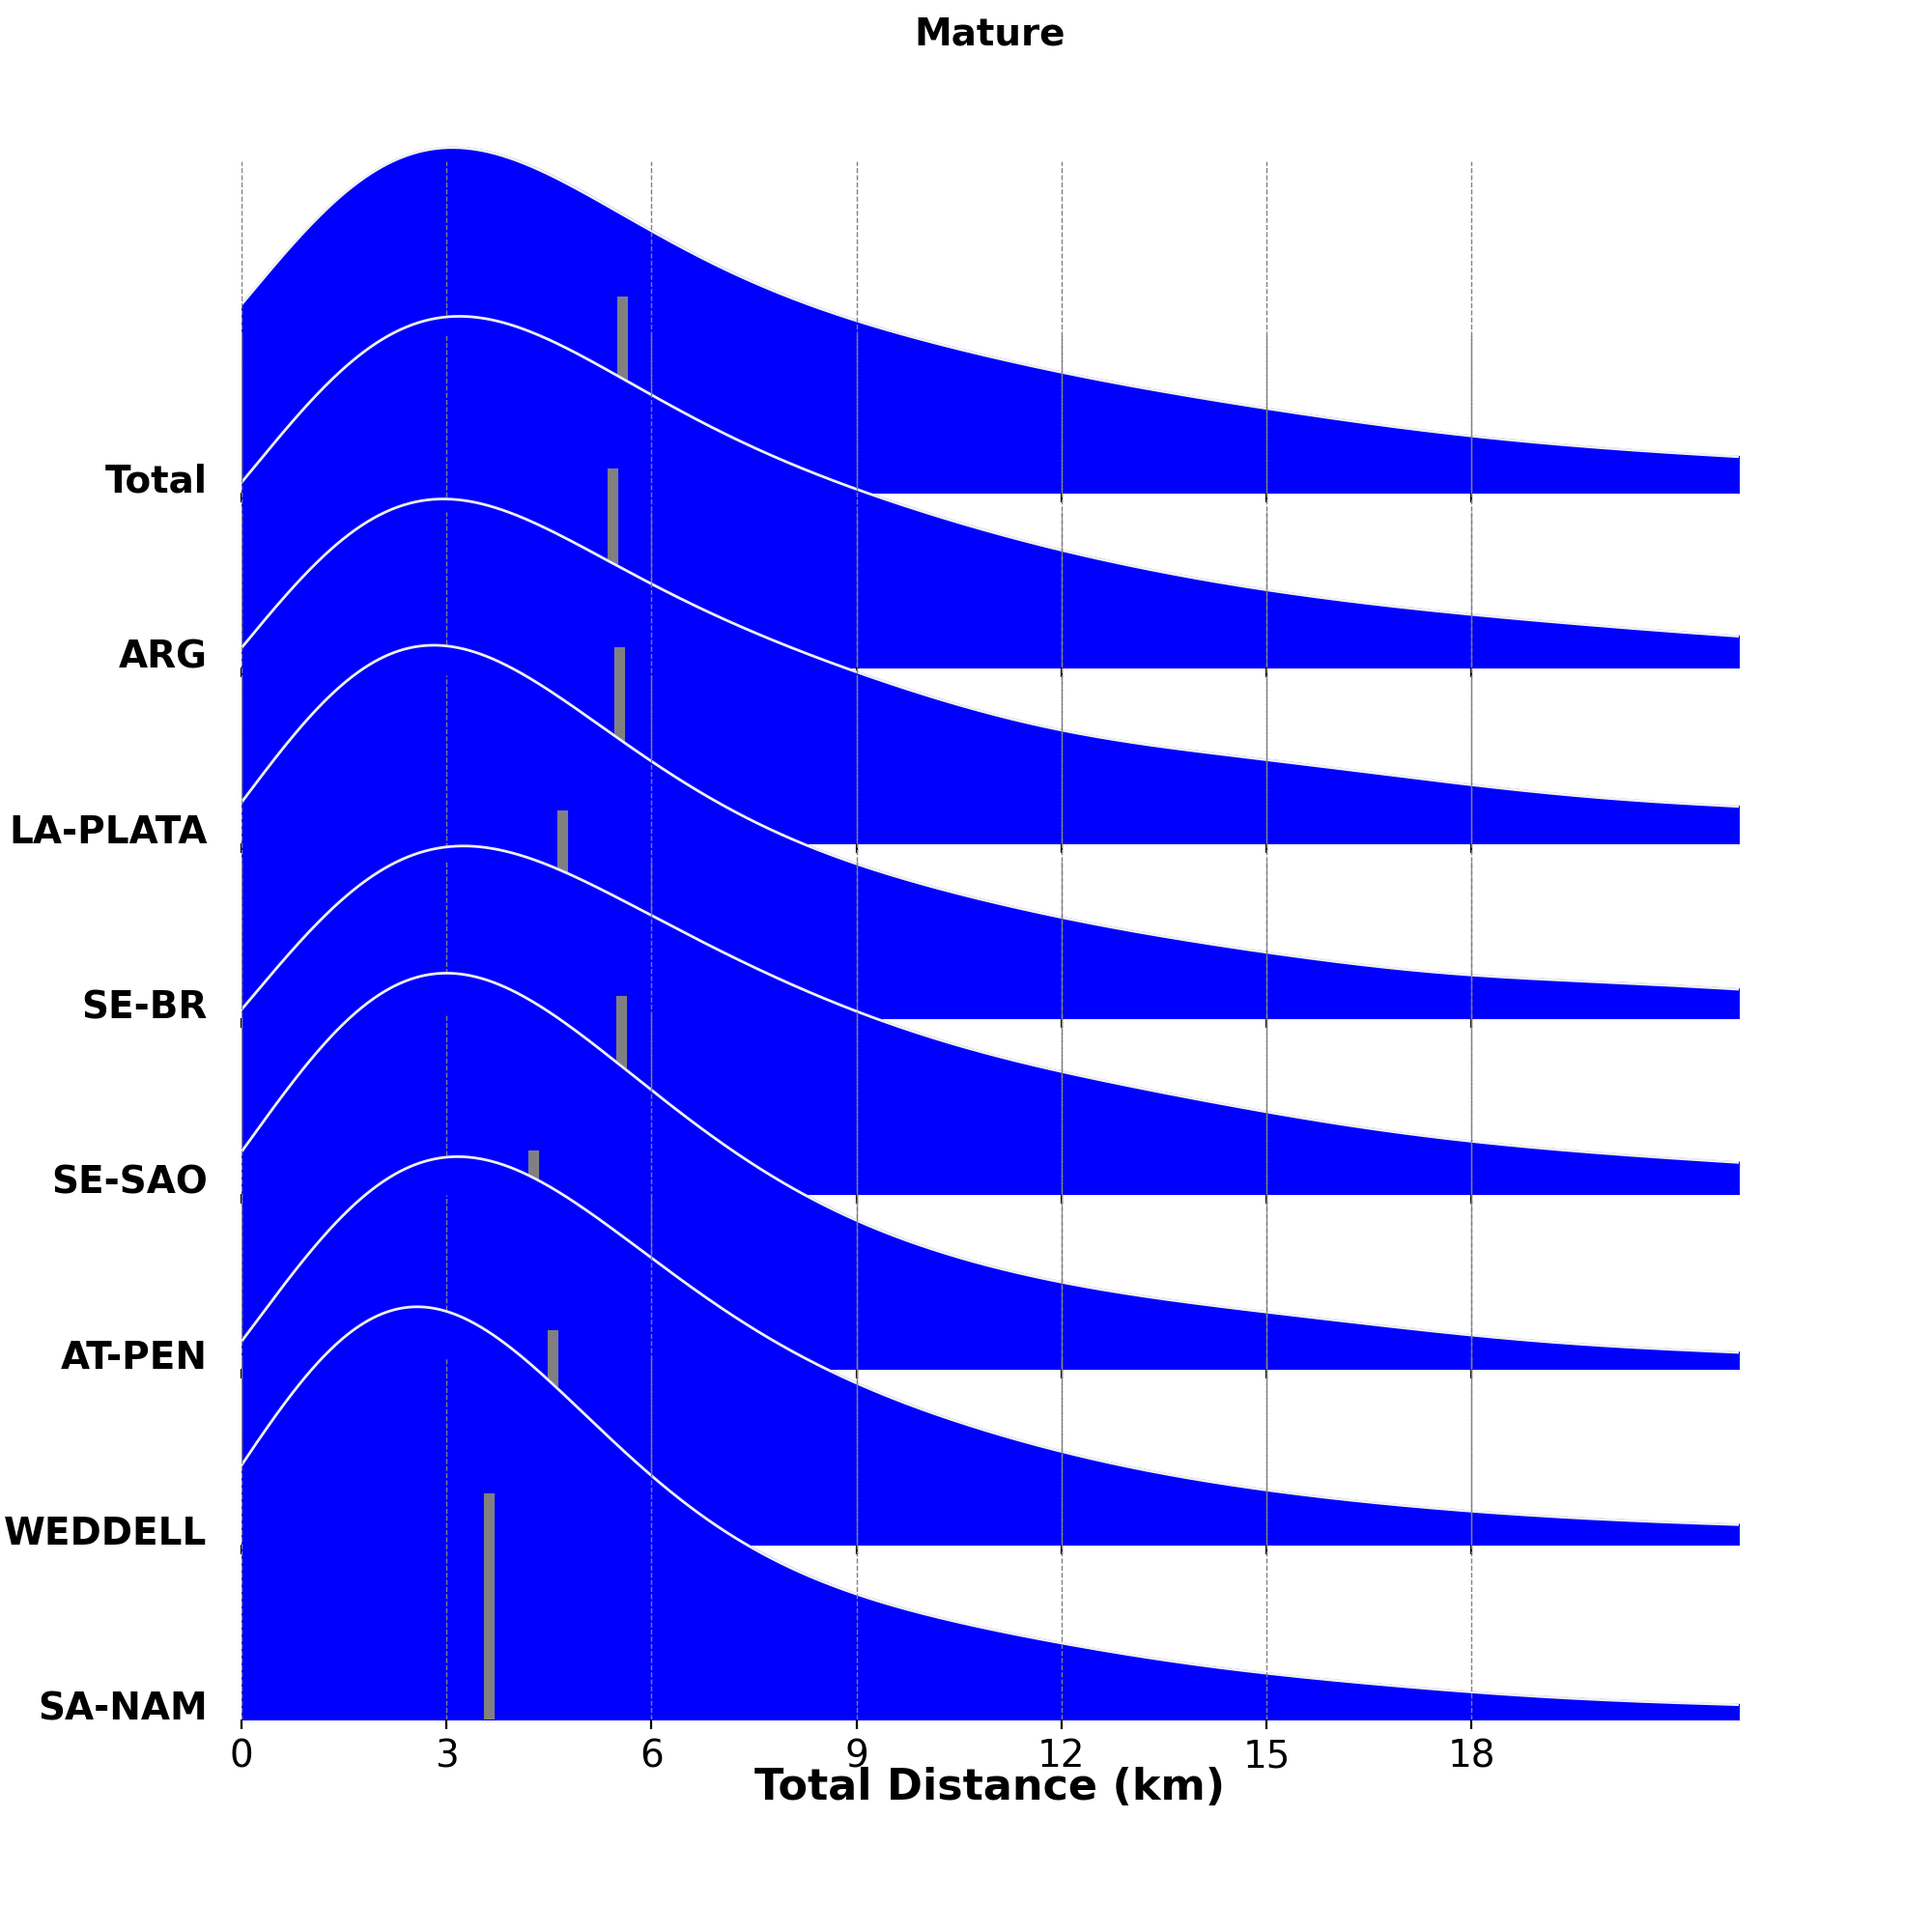 Mature
Total
ARG
LA-PLATA
SE-BR
SE-SAO
AT-PEN
WEDDELL
SA-NAM
0 3 6 9 12 15 18
Total Distance (km)